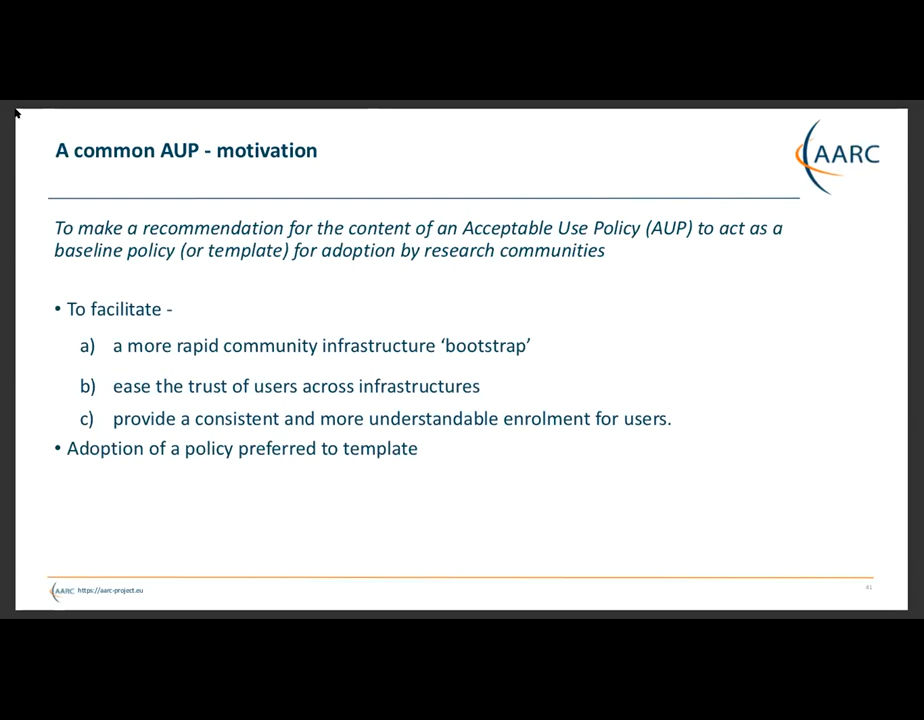 A common AUP - motivation
AARC
To make a recommendation for the content of an Acceptable Use Policy (AUP) to act as a
baseline policy (or template) for adoption by research communities
• To facilitate -
a) a more rapid community infrastructure ‘bootstrap’
b) ease the trust of users across infrastructures
c) provide a consistent and more understandable enrolment for users.
• Adoption of a policy preferred to template
AARC https://aarc-project.eu
41